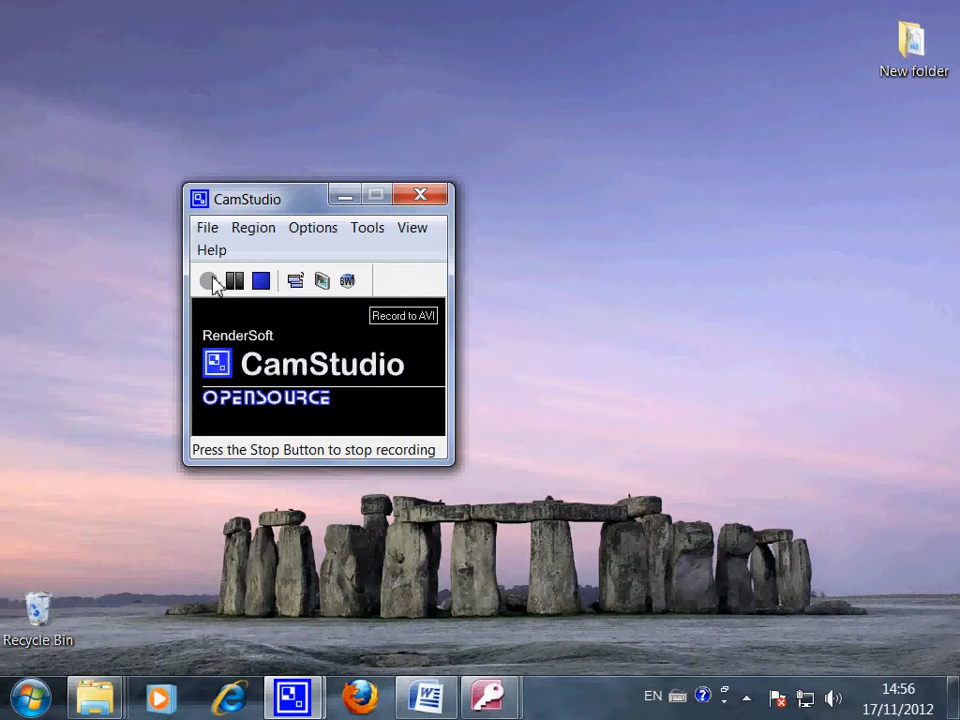 New folder
CamStudio
File Region Options Tools View
Help
SWF
Record to AVI
RenderSoft
CamStudio
OPENSOURCE
Press the Stop Button to stop recording
Recycle Bin
EN
14:56
17/11/2012